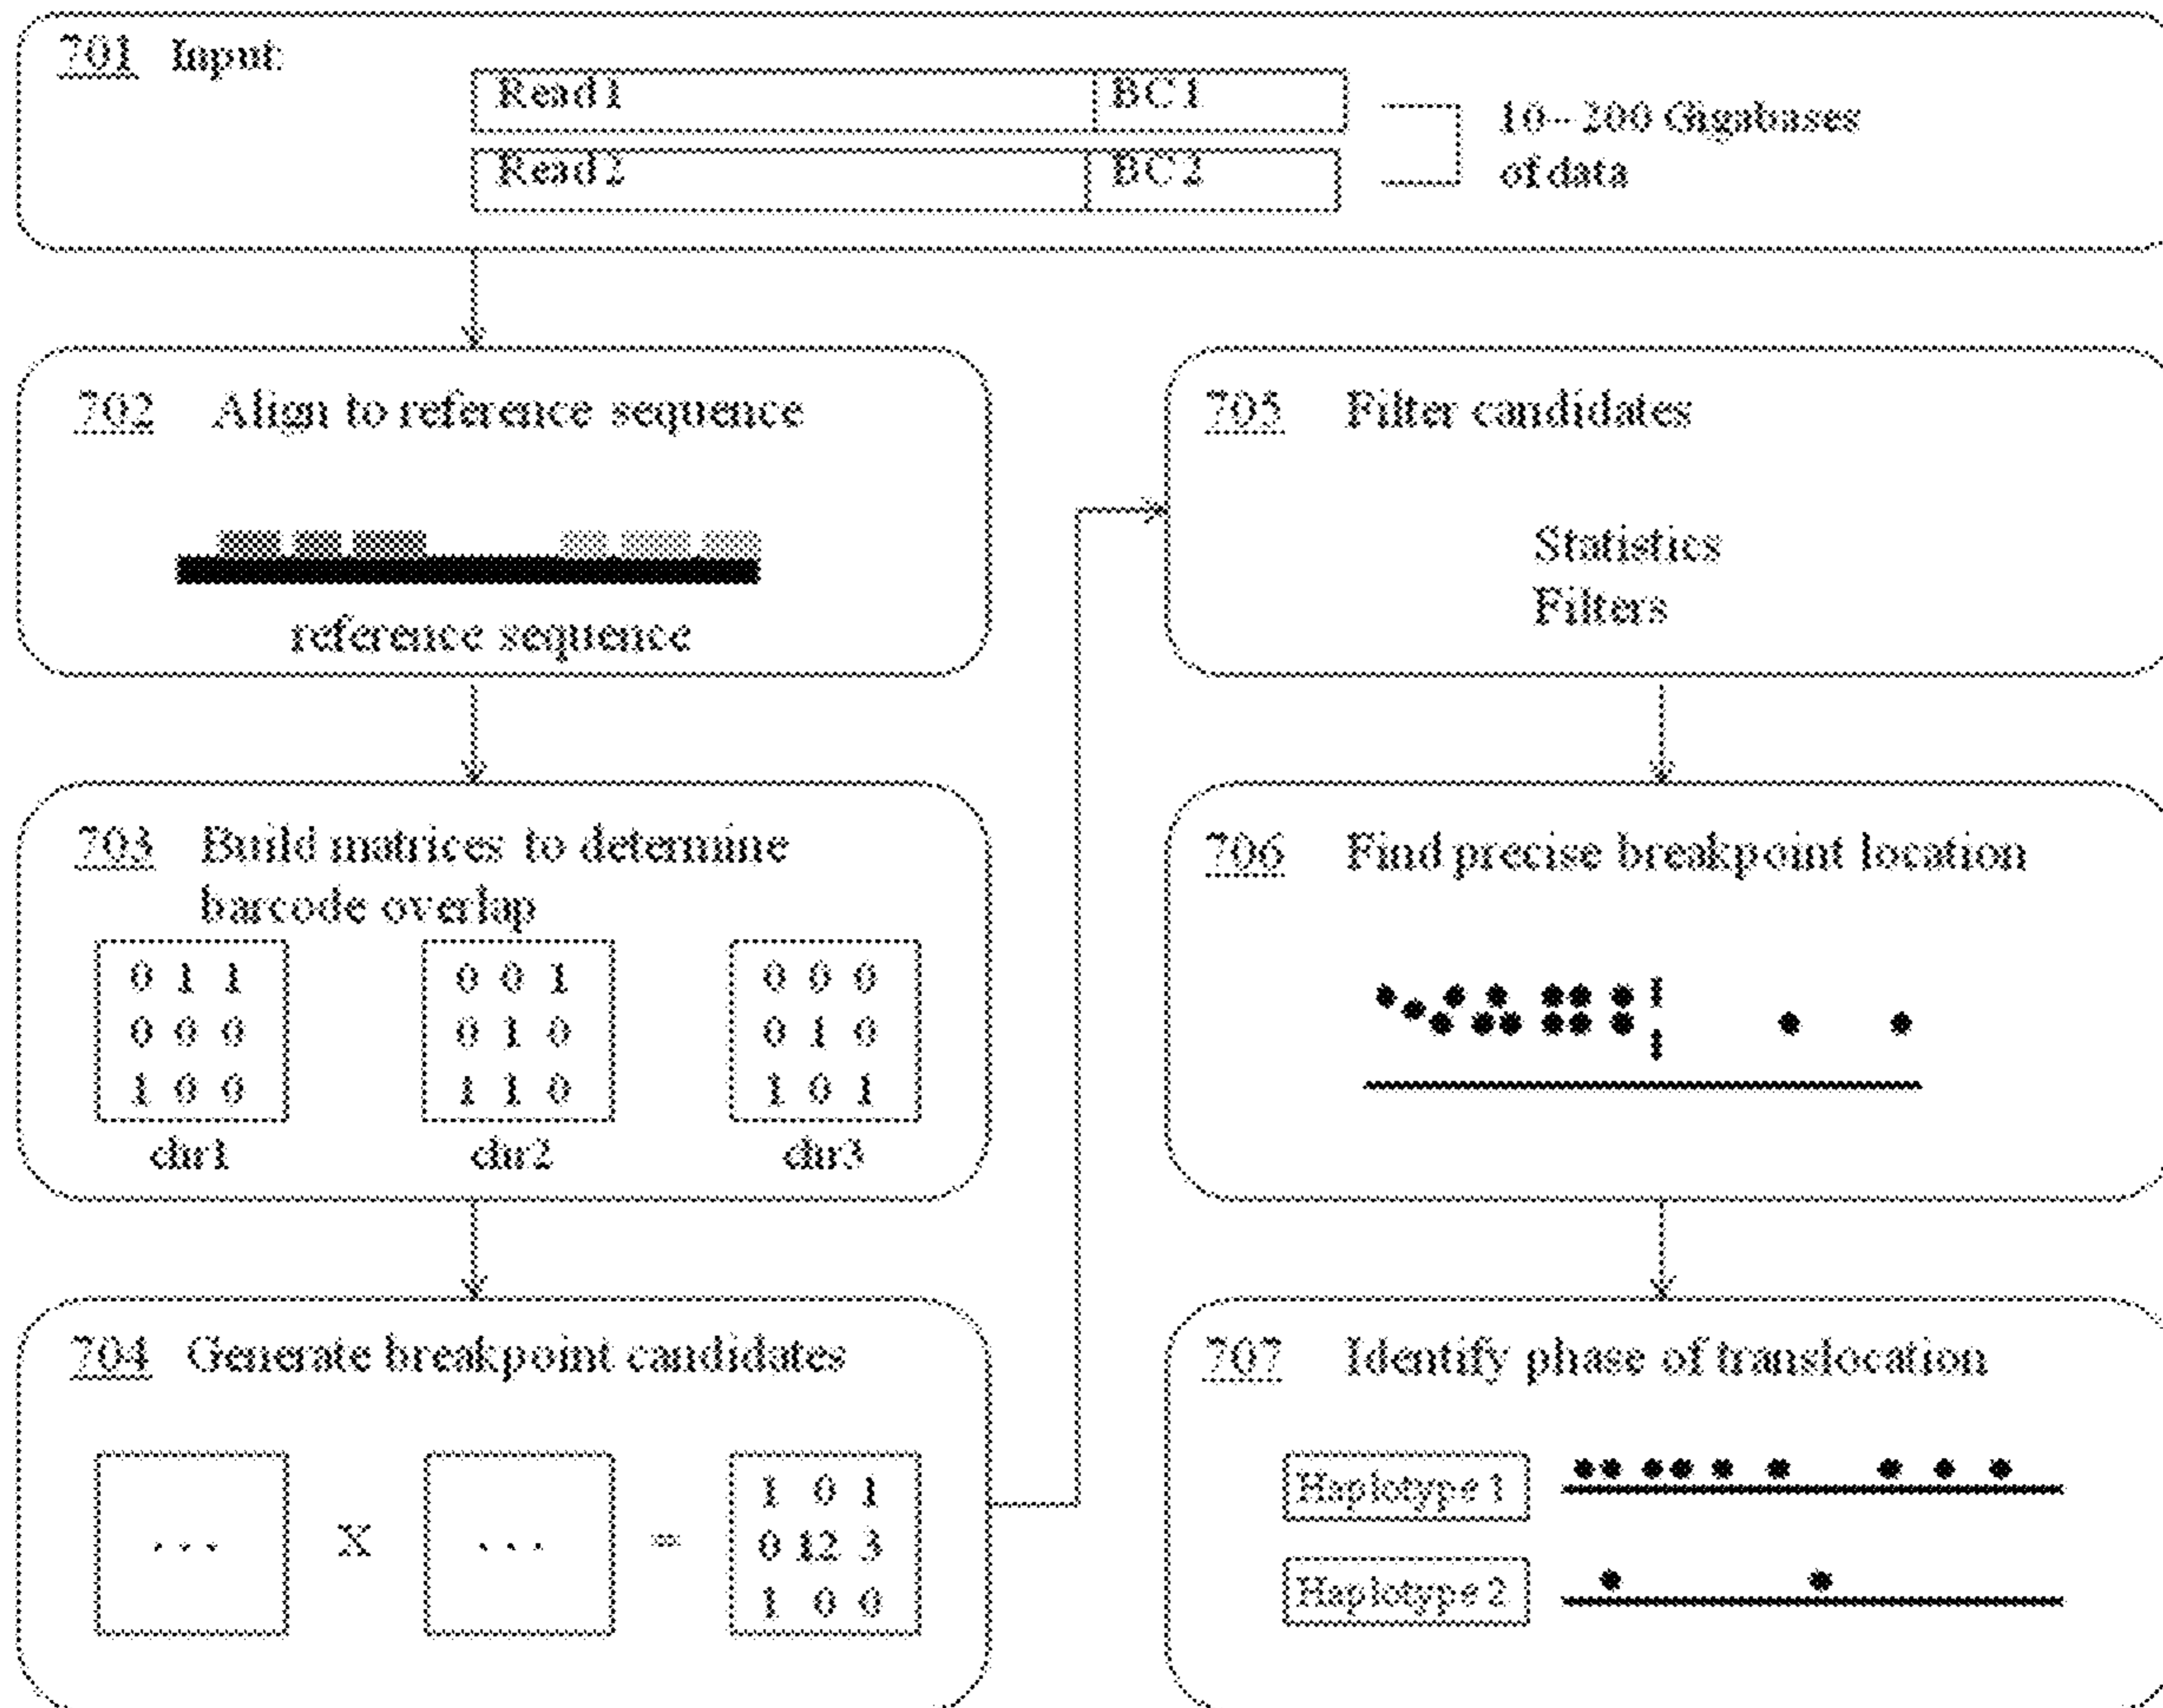 701 Input
Read1 BC1
Read2 BC2
10--200 Gigabases
of data
702 Align to reference sequence
reference sequence
703 Build matrices to determine
barcode overlap
0 1 1
0 0 0
1 0 0
chr1
0 0 1
0 1 0
1 1 0
chr2
0 0 0
0 1 0
1 0 1
chr3
704 Generate breakpoint candidates
... X ... =
1 0 1
0 12 3
1 0 0
705 Filter candidates
Statistics
Filters
706 Find precise breakpoint location
707 Identify phase of translocation
Haplotype 1
Haplotype 2